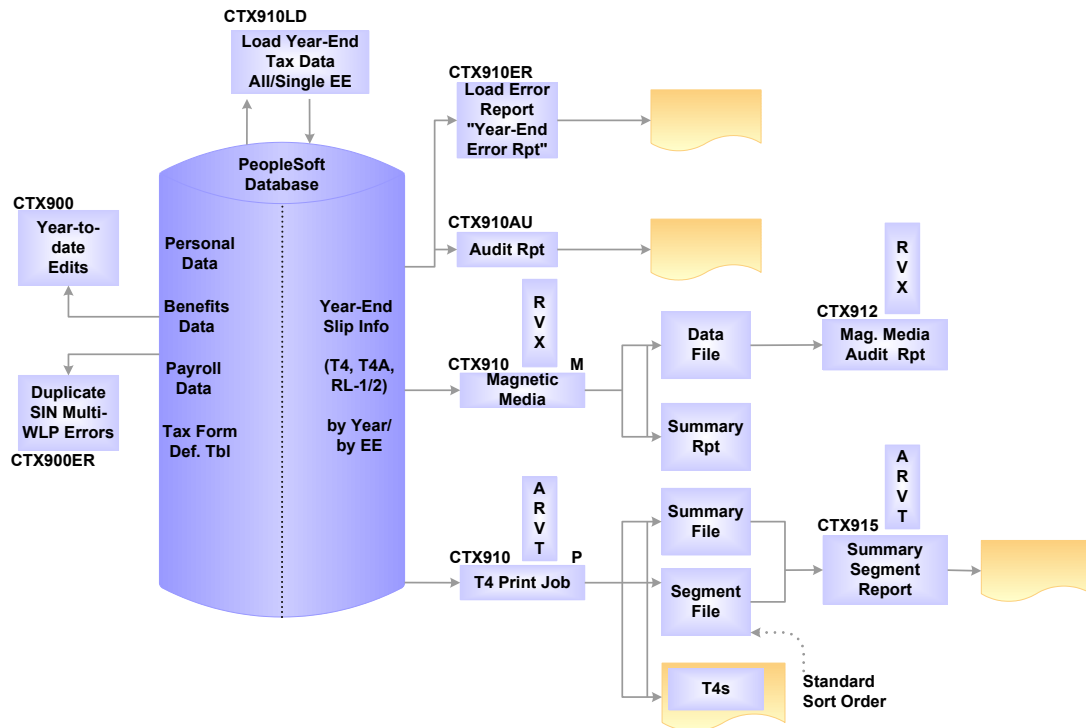 CTX910LD
Load Year-End
Tax Data
All/Single EE
PeopleSoft
Database
CTX900
Year-to-
date
Edits
Duplicate
SIN Multi-
WLP Errors
CTX900ER
Personal
Data
Benefits
Data
Payroll
Data
Tax Form
Def. Tbl
Year-End
Slip Info
(T4, T4A,
RL-1/2)
by Year/
by EE
CTX910ER
Load Error
Report
"Year-End
Error Rpt"
CTX910AU
Audit Rpt
R
V
X
CTX910
M
Magnetic
Media
Data
File
Summary
Rpt
R
V
X
CTX912
Mag. Media
Audit Rpt
A
R
V
T
CTX910
P
T4 Print Job
Summary
File
Segment
File
T4s
A
R
V
T
CTX915
Summary
Segment
Report
Standard
Sort Order